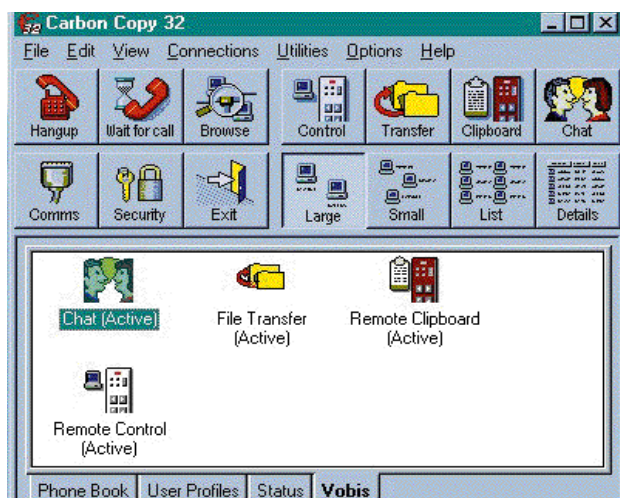 Carbon Copy 32
File Edit View Connections Utilities Options Help
Hangup Wait for call Browse Control Transfer Clipboard Chat
Comms Security Exit Large Small List Details
Chat (Active) File Transfer (Active) Remote Clipboard (Active)
Remote Control (Active)
Phone Book User Profiles Status Vobis